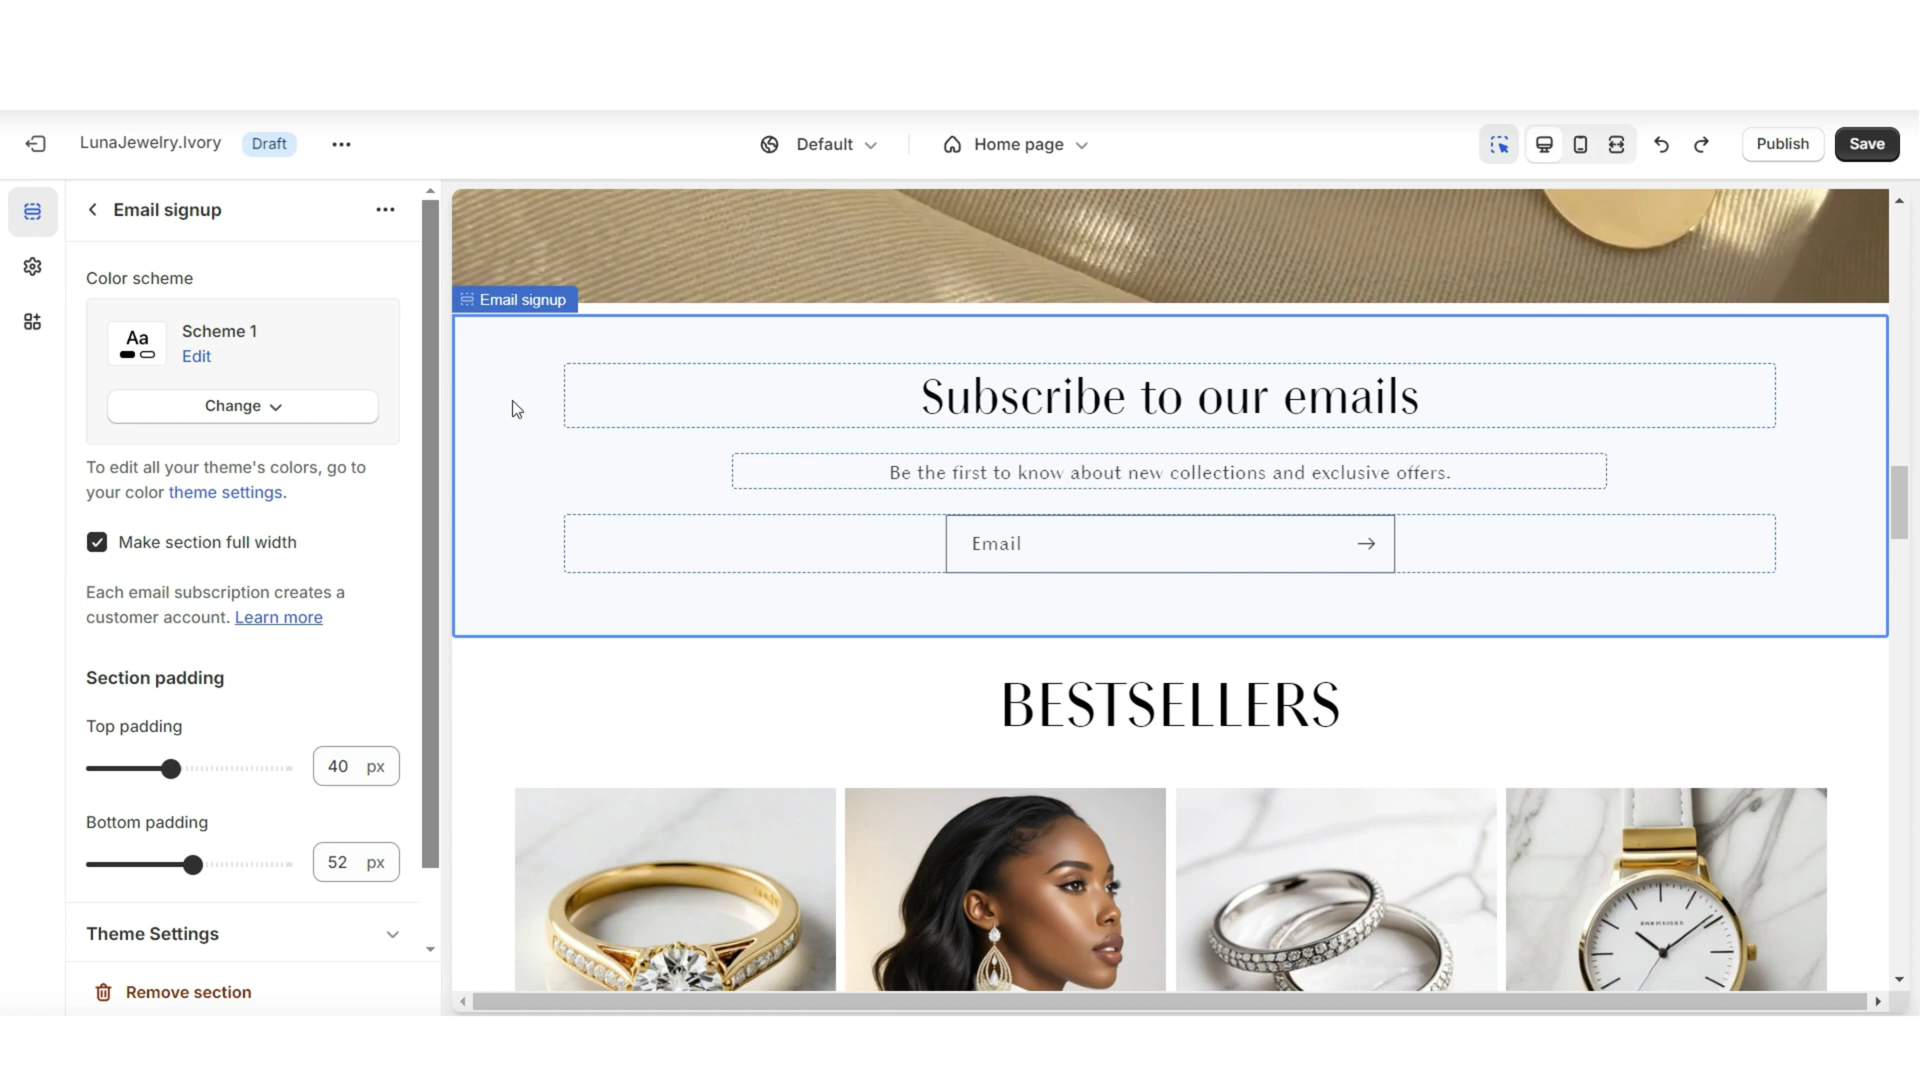 LunaJewelry.Ivory
Draft
Default
Home page
Publish
Save
Email signup
Color scheme
Aa
Scheme 1
Edit
Change
To edit all your theme's colors, go to
your color theme settings.
Make section full width
Each email subscription creates a
customer account. Learn more
Section padding
Top padding
40 px
Bottom padding
52 px
Theme Settings
Remove section
Email signup
Subscribe to our emails
Be the first to know about new collections and exclusive offers.
Email
BESTSELLERS